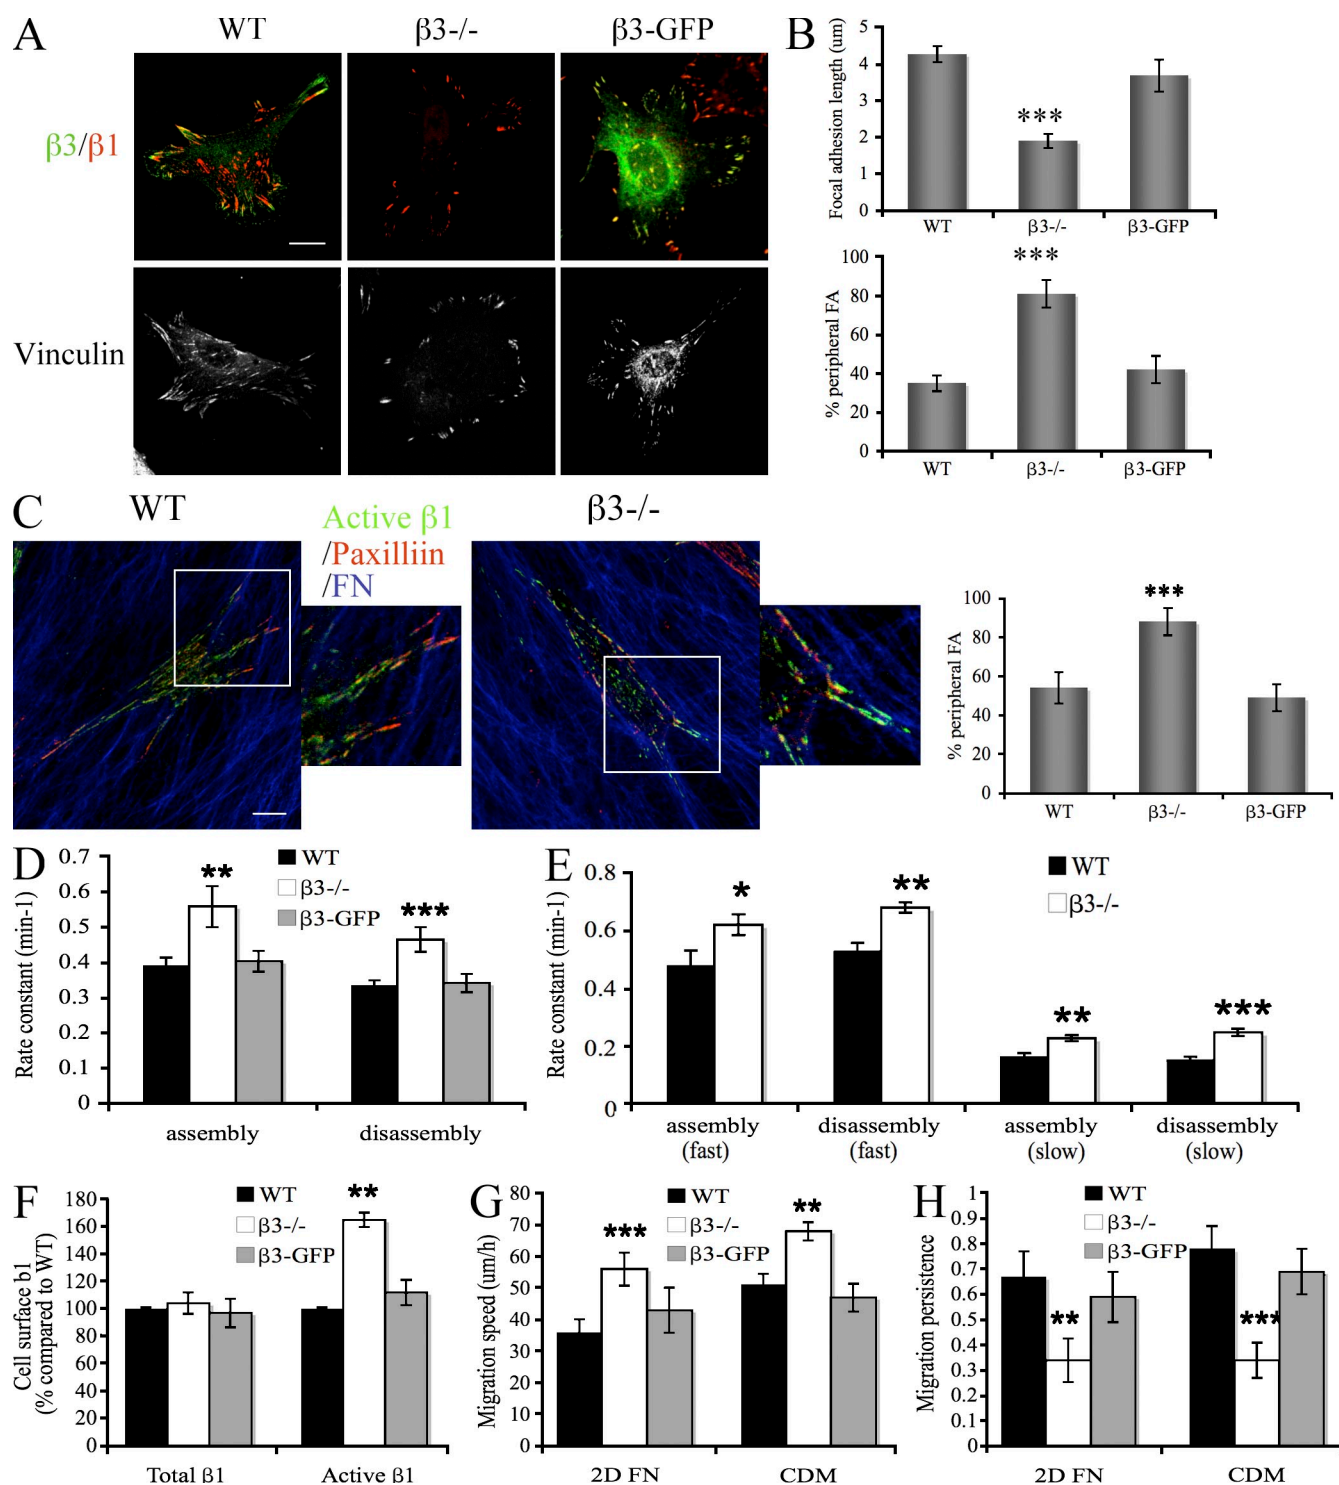 A
WT
β3-/-
β3-GFP
β3/β1
Vinculin
B
Focal adhesion length (um)
5
4
3
2
1
0
***
WT
β3-/-
β3-GFP
% peripheral FA
100
80
60
40
20
0
***
WT
β3-/-
β3-GFP
C
WT
Active β1
/Paxilliin
/FN
β3-/-
% peripheral FA
100
80
60
40
20
0
***
WT
β3-/-
β3-GFP
D
Rate constant (min-1)
0.7
0.6
0.5
0.4
0.3
0.2
0.1
0
**
***
WT
β3-/-
β3-GFP
assembly
disassembly
E
Rate constant (min-1)
0.8
0.6
0.4
0.2
0
*
**
**
***
WT
β3-/-
assembly
(fast)
disassembly
(fast)
assembly
(slow)
disassembly
(slow)
F
Cell surface b1
(% compared to WT)
180
160
140
120
100
80
60
40
20
0
WT
β3-/-
β3-GFP
**
Total β1
Active β1
G
Migration speed (um/h)
80
70
60
50
40
30
20
10
0
***
WT
β3-/-
β3-GFP
**
2D FN
CDM
H
Migration persistence
1
0.9
0.8
0.7
0.6
0.5
0.4
0.3
0.2
0.1
0
WT
β3-/-
β3-GFP
**
***
2D FN
CDM